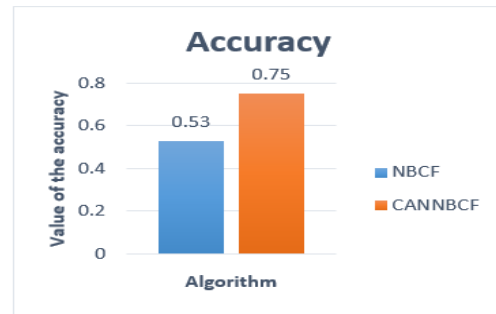 Accuracy
0.75
0.8
0.53
0.6
0.4
0.2
0
Value of the accuracy
Algorithm
NBCF
CANNBCF